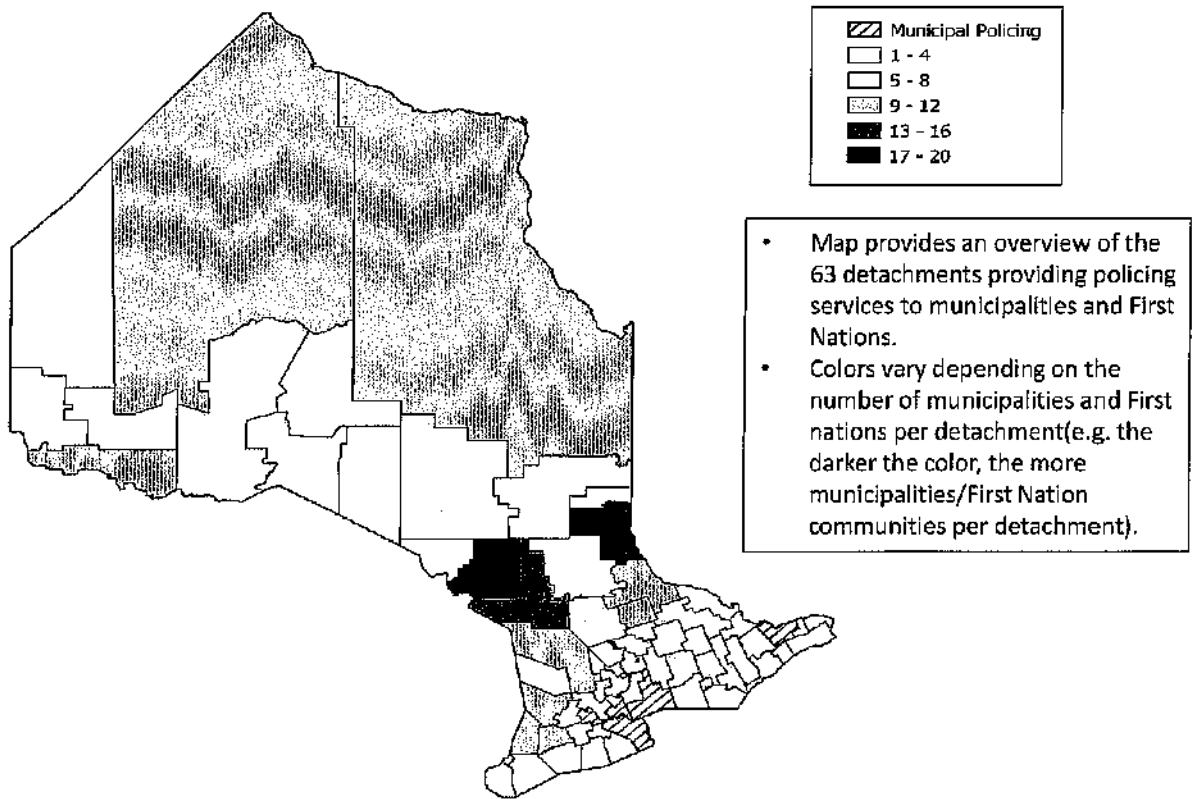 Municipal Policing
1 - 4
5 - 8
9 - 12
13 - 16
17 - 20
• Map provides an overview of the
63 detachments providing policing
services to municipalities and First
Nations.
• Colors vary depending on the
number of municipalities and First
nations per detachment(e.g. the
darker the color, the more
municipalities/First Nation
communities per detachment).